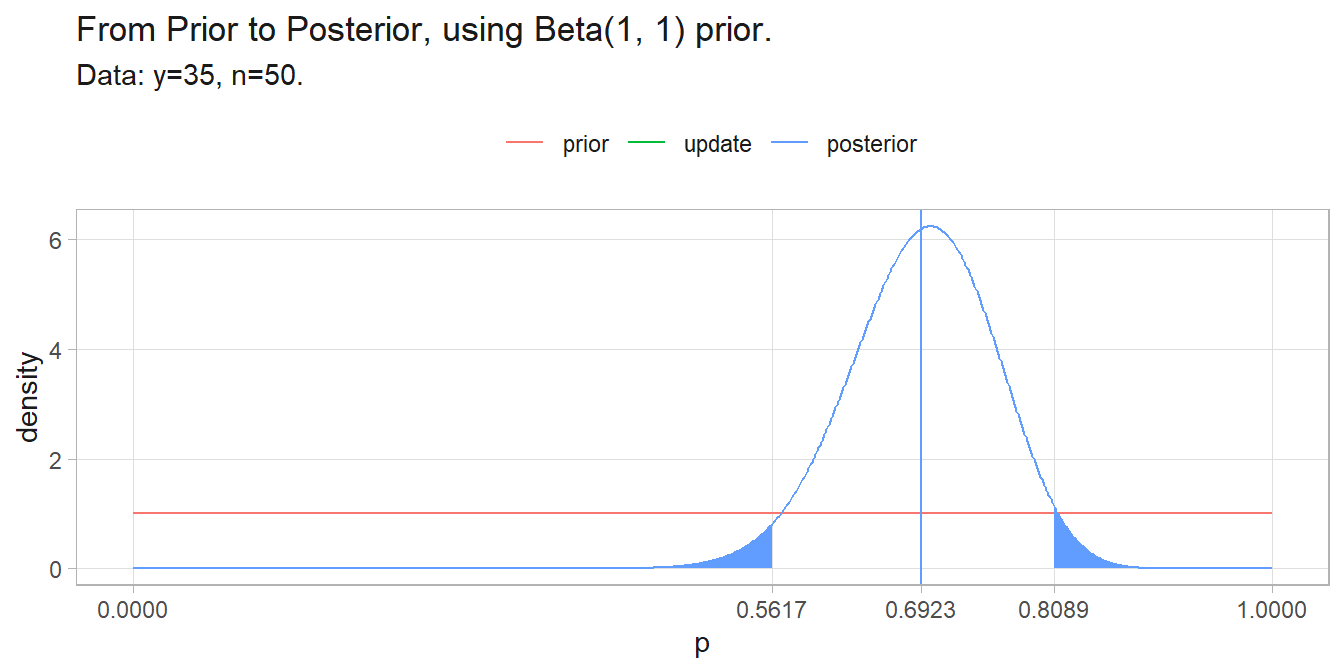 From Prior to Posterior, using Beta(1, 1) prior.
Data: y=35, n=50.
prior update posterior
density
6
4
2
0
0.0000 0.5617 0.6923 0.8089 1.0000
p